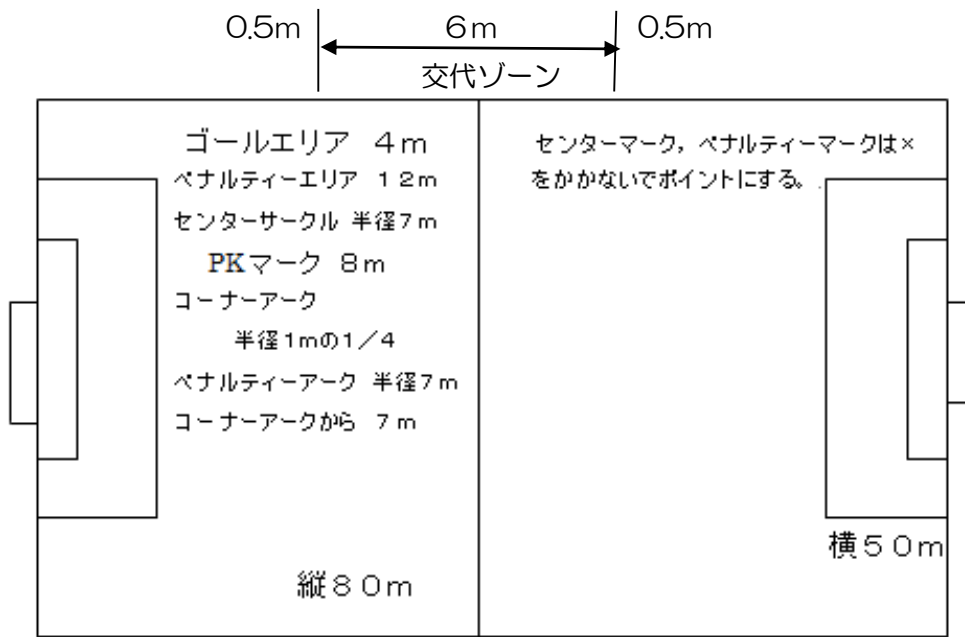 0.5m 6m 0.5m
交代ゾーン
ゴールエリア 4m
ペナルティーエリア 12m
センターサークル 半径7m
PKマーク 8m
コーナーアーク
半径1mの1/4
ペナルティーアーク 半径7m
コーナーアークから 7m
センターマーク，ペナルティーマークは×
をかかないでポイントにする。
横50m
縦80m